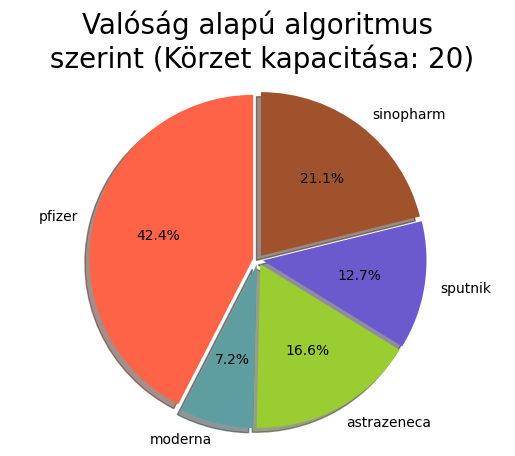 Valóság alapú algoritmus
szerint (Körzet kapacitása: 20)
sinopharm
21.1%
pfizer
42.4%
12.7%
sputnik
16.6%
7.2%
astrazeneca
moderna